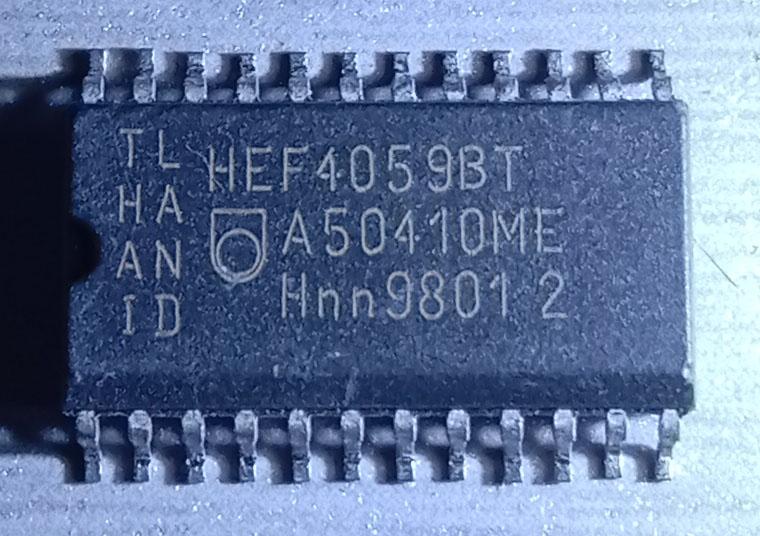 TL
HA
AN
ID
HEF4059BT
A50410ME
Hnn9801 2